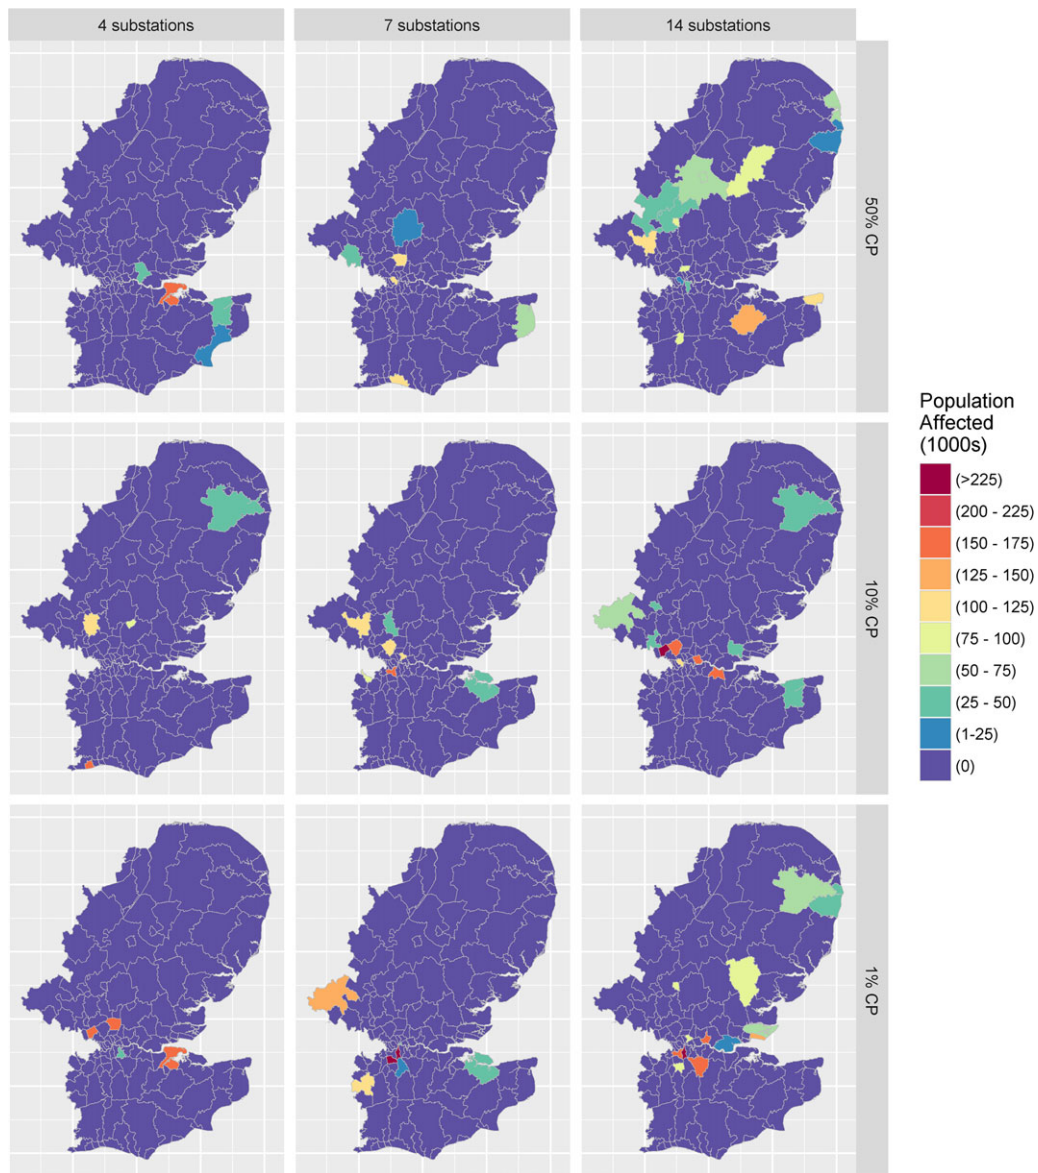 4 substations
7 substations
14 substations
50% CP
10% CP
1% CP
Population
Affected
(1000s)
(>225)
(200 - 225)
(150 - 175)
(125 - 150)
(100 - 125)
(75 - 100)
(50 - 75)
(25 - 50)
(1-25)
(0)